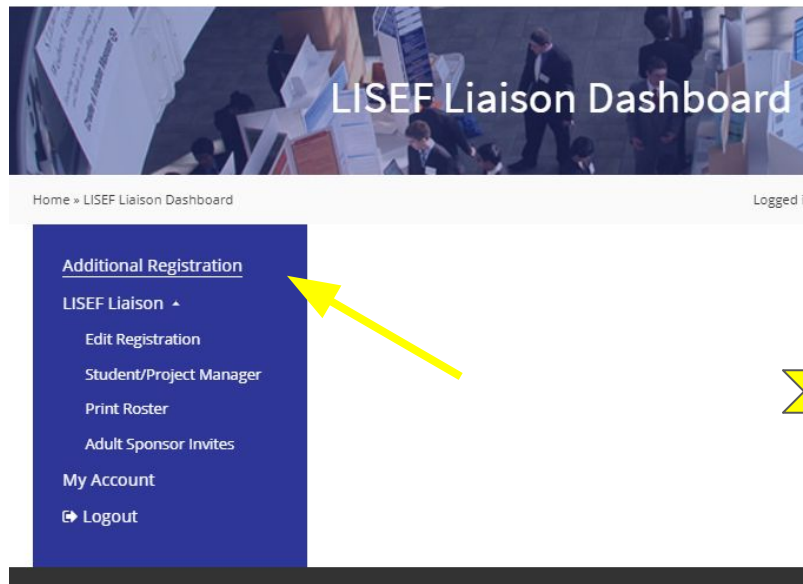 LISEF Liaison Dashboard
Home » LISEF Liaison Dashboard
Logged
Additional Registration
LISEF Liaison
Edit Registration
Student/Project Manager
Print Roster
Adult Sponsor Invites
My Account
Logout